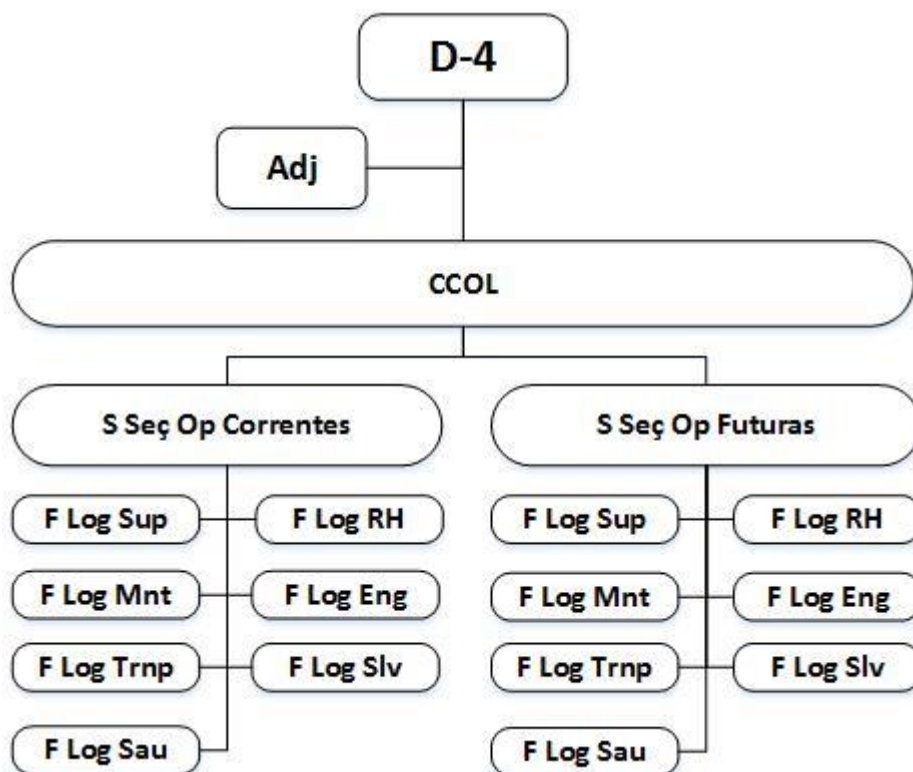 D-4
Adj
CCOL
S Seç Op Correntes
S Seç Op Futuras
F Log Sup
F Log RH
F Log Sup
F Log RH
F Log Mnt
F Log Eng
F Log Mnt
F Log Eng
F Log Trnp
F Log Slv
F Log Trnp
F Log Slv
F Log Sau
F Log Sau